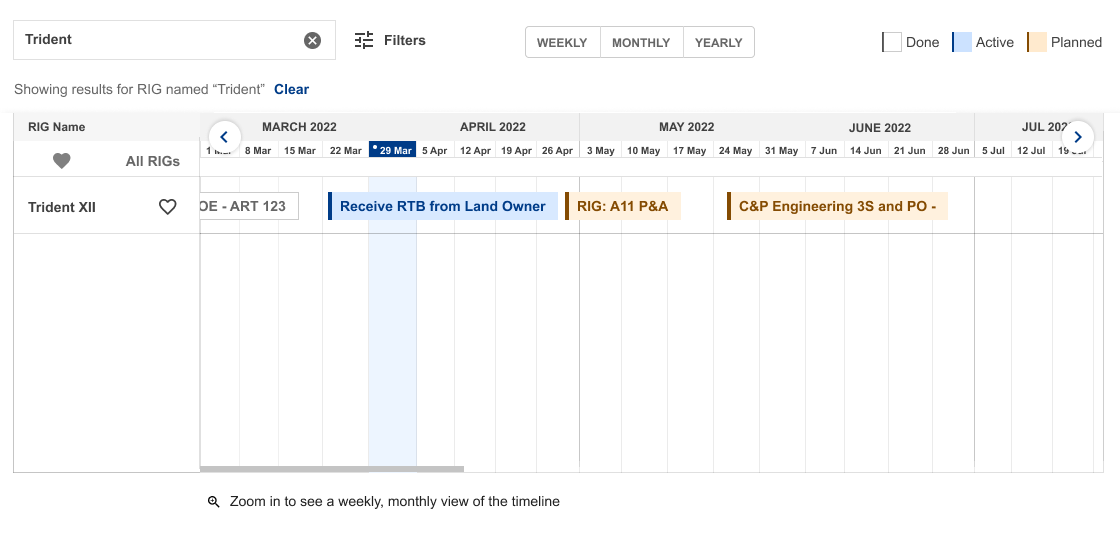 Trident
Filters
WEEKLY MONTHLY YEARLY
Done Active Planned
Showing results for RIG named “Trident” Clear
RIG Name MARCH 2022 APRIL 2022 MAY 2022 JUNE 2022 JUL
All RIGs 1 8 Mar 15 Mar 22 Mar 29 Mar 5 Apr 12 Apr 19 Apr 26 Apr 3 May 10 May 17 May 24 May 31 May 7 Jun 14 Jun 21 Jun 28 Jun 5 Jul 12 Jul 19
Trident XII OE - ART 123 Receive RTB from Land Owner RIG: A11 P&A C&P Engineering 3S and PO -
Zoom in to see a weekly, monthly view of the timeline